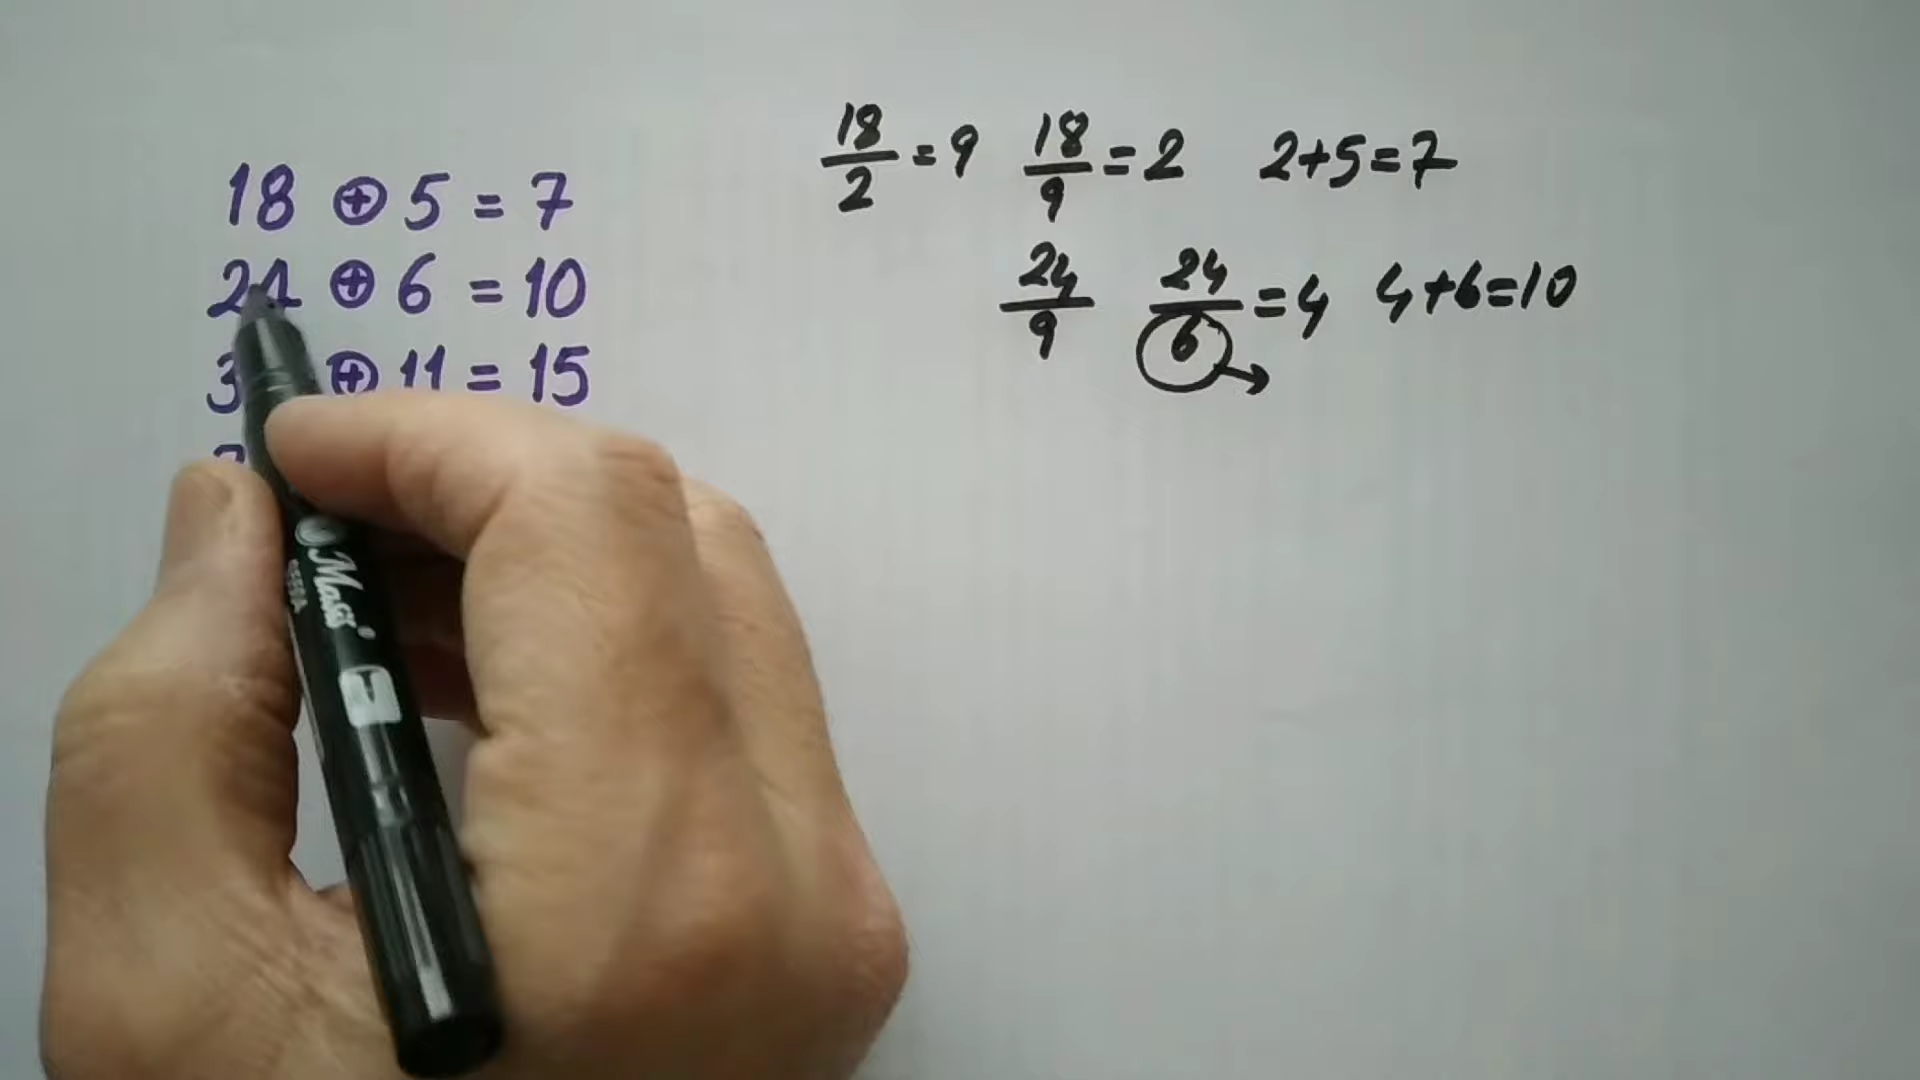 18 ⊕ 5 = 7
24 ⊕ 6 = 10
3 ⊕ 11 = 15
18/2 = 9 18/9 = 2 2+5=7
24/9 24/6 = 4 4+6=10